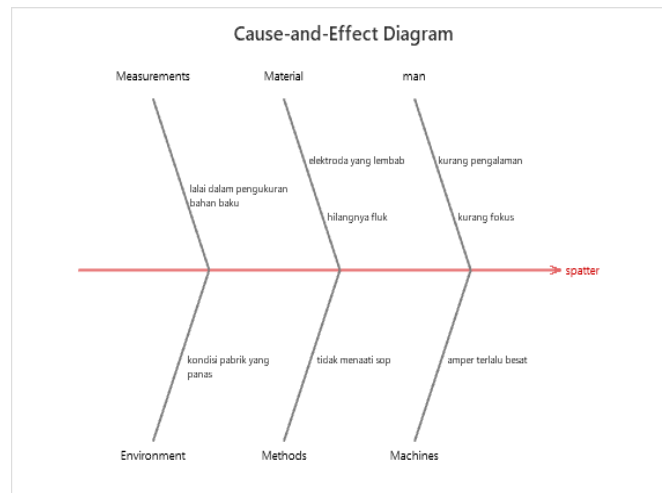 Cause-and-Effect Diagram
Measurements
Material
man
elektroda yang lembab
kurang pengalaman
lalai dalam pengukuran
bahan baku
hilangnya fluk
kurang fokus
spatter
kondisi pabrik yang
panas
tidak menaati sop
amper terlalu besat
Environment
Methods
Machines